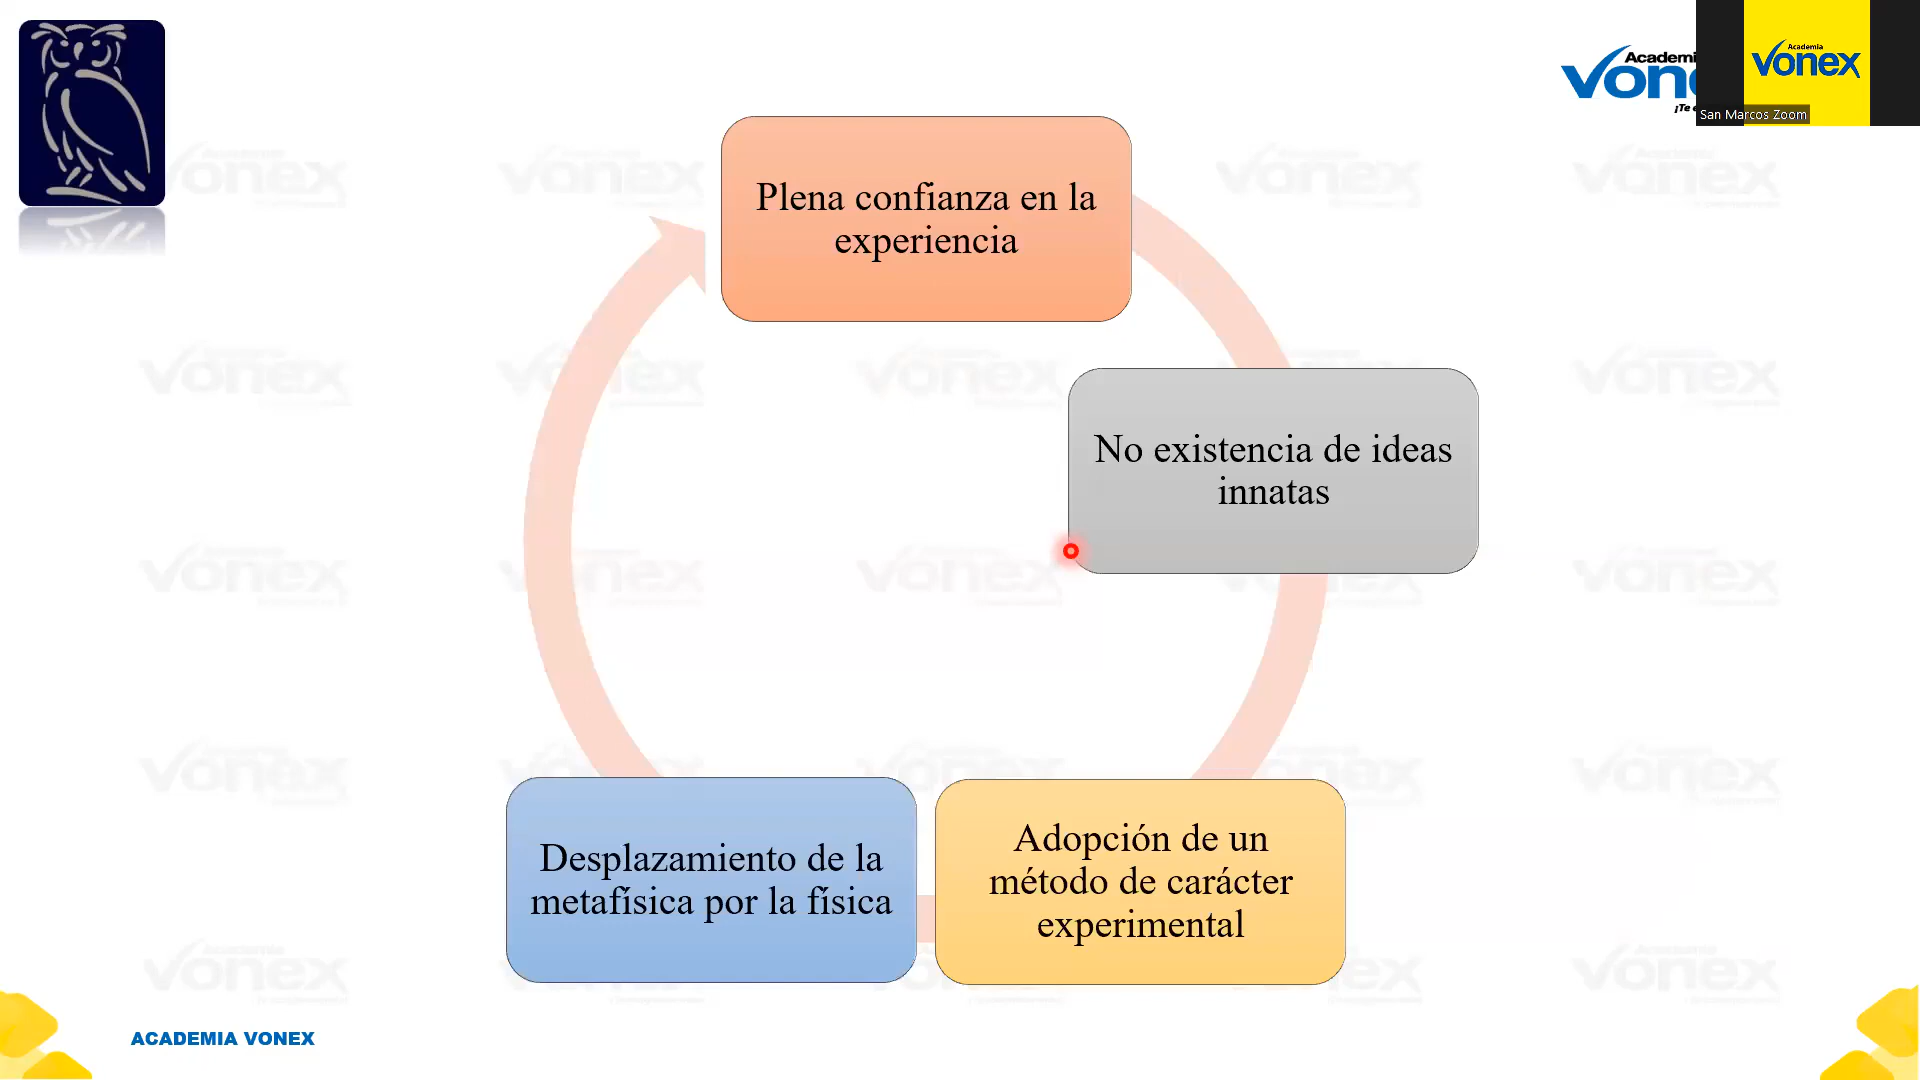 Academia
vonex
San Marcos Zoom
¡Te
Plena confianza en la
experiencia
No existencia de ideas
innatas
Adopción de un
método de carácter
experimental
Desplazamiento de la
metafísica por la física
ACADEMIA VONEX